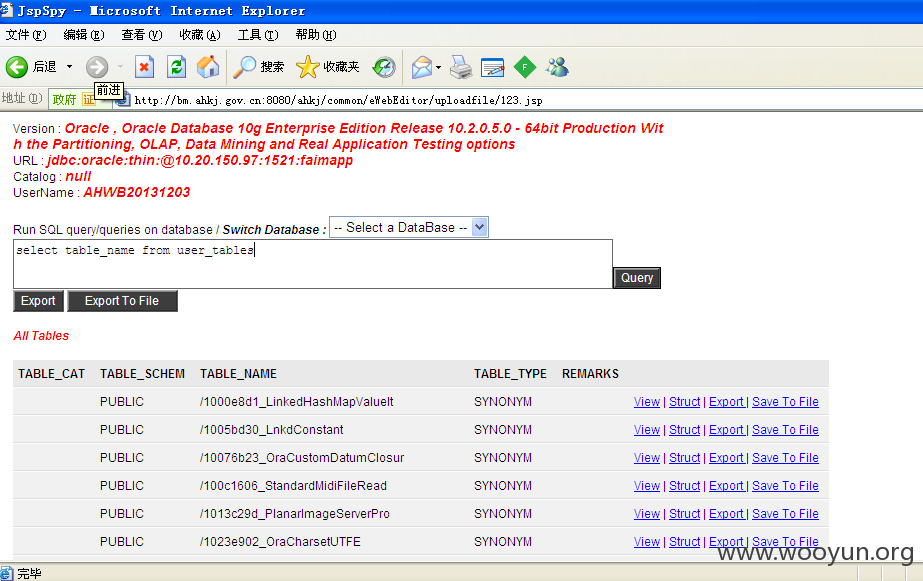 JspSpy - Microsoft Internet Explorer
文件(F) 编辑(E) 查看(V) 收藏(A) 工具(T) 帮助(H)
后退 搜索 收藏夹
前进
地址(D) 政府 证 http://bm.ahkj.gov.cn:8080/ahkj/common/eWebEditor/uploadfile/123.jsp
Version : Oracle , Oracle Database 10g Enterprise Edition Release 10.2.0.5.0 - 64bit Production Wit
h the Partitioning, OLAP, Data Mining and Real Application Testing options
URL : jdbc:oracle:thin:@10.20.150.97:1521:faimapp
Catalog : null
UserName : AHWB20131203
Run SQL query/queries on database / Switch Database : -- Select a DataBase --
select table_name from user_tables
Query
Export Export To File
All Tables
TABLE_CAT TABLE_SCHEM TABLE_NAME TABLE_TYPE REMARKS
PUBLIC /1000e8d1_LinkedHashMapValueIt SYNONYM View | Struct | Export | Save To File
PUBLIC /1005bd30_LnkdConstant SYNONYM View | Struct | Export | Save To File
PUBLIC /10076b23_OraCustomDatumClosur SYNONYM View | Struct | Export | Save To File
PUBLIC /100c1606_StandardMidiFileRead SYNONYM View | Struct | Export | Save To File
PUBLIC /1013c29d_PlanarImageServerPro SYNONYM View | Struct | Export | Save To File
PUBLIC /1023e902_OraCharsetUTFE SYNONYM View | Struct | Export | Save To File
www.wooyun.org
完毕